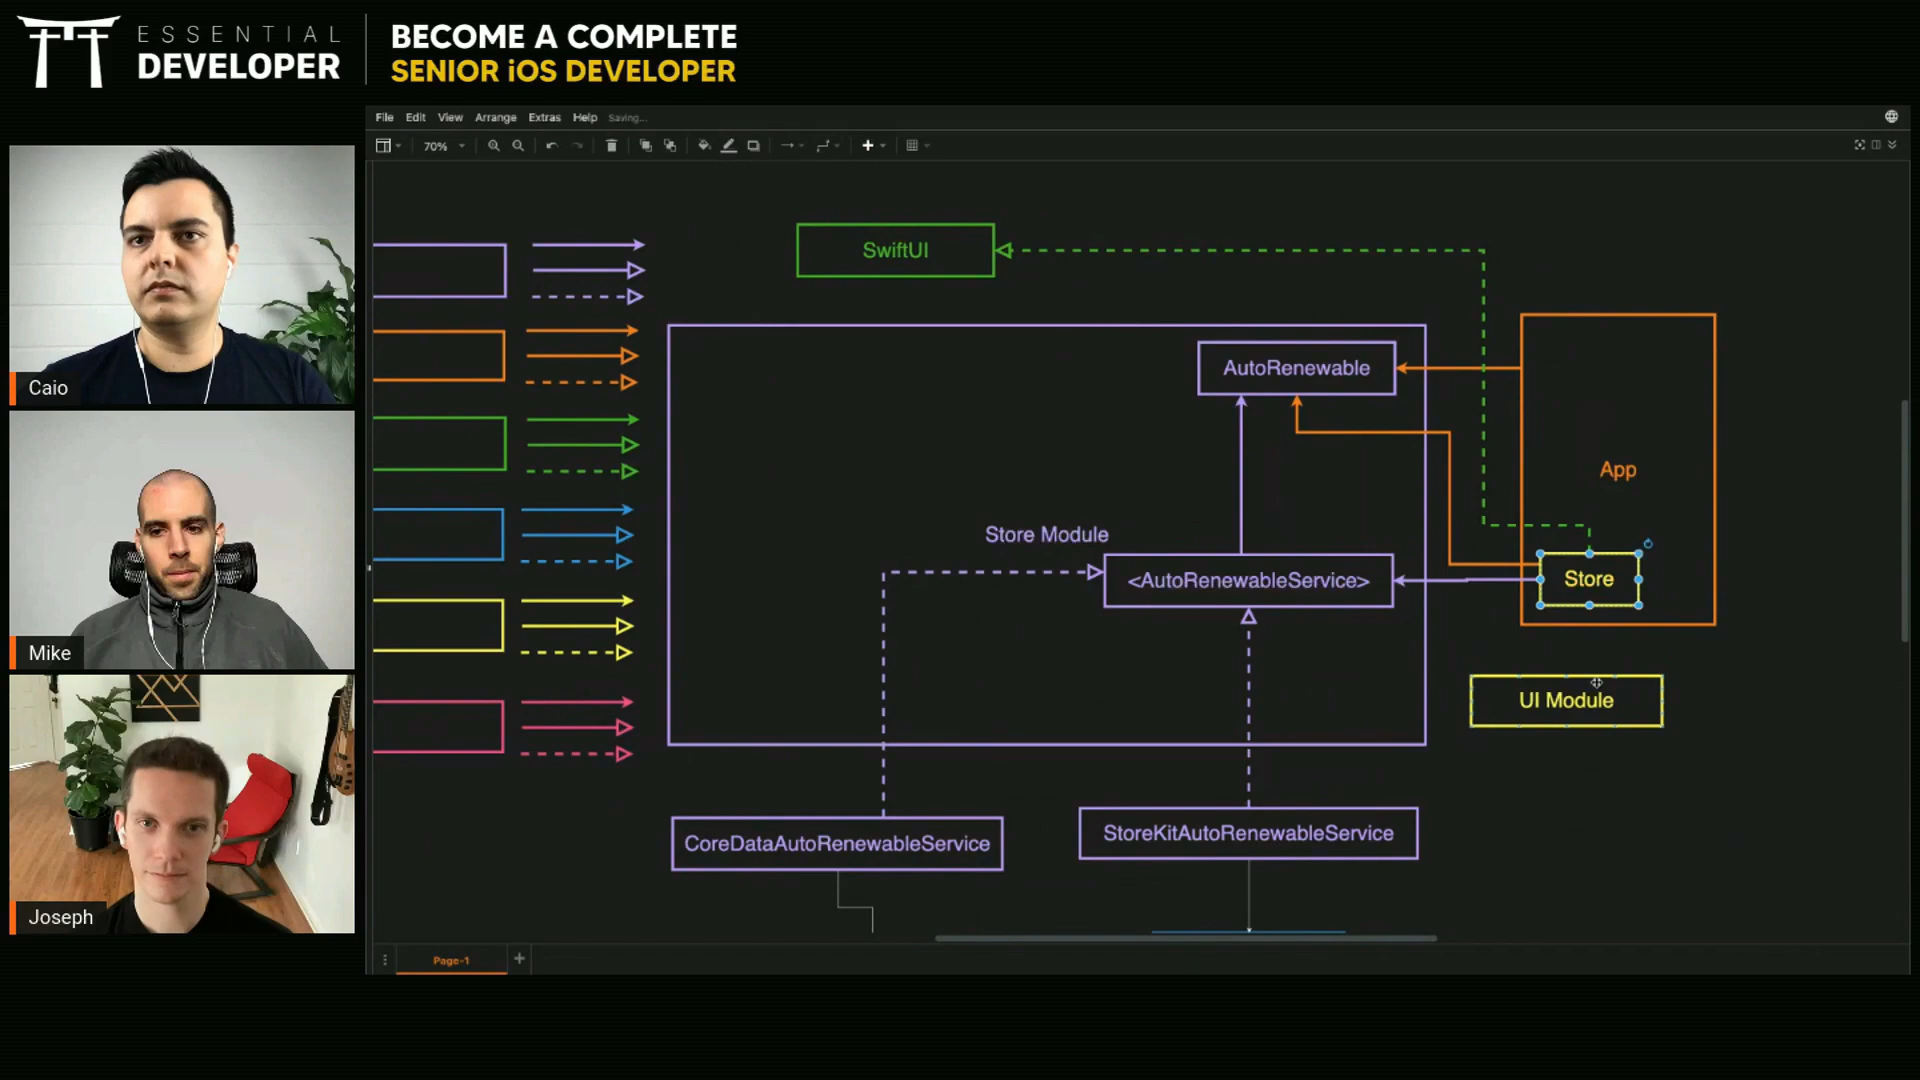 ESSENTIAL
DEVELOPER
BECOME A COMPLETE
SENIOR iOS DEVELOPER
File Edit View Arrange Extras Help Saving...
70%
SwiftUI
AutoRenewable
App
Store Module
<AutoRenewableService>
Store
UI Module
CoreDataAutoRenewableService
StoreKitAutoRenewableService
Page-1
Caio
Mike
Joseph